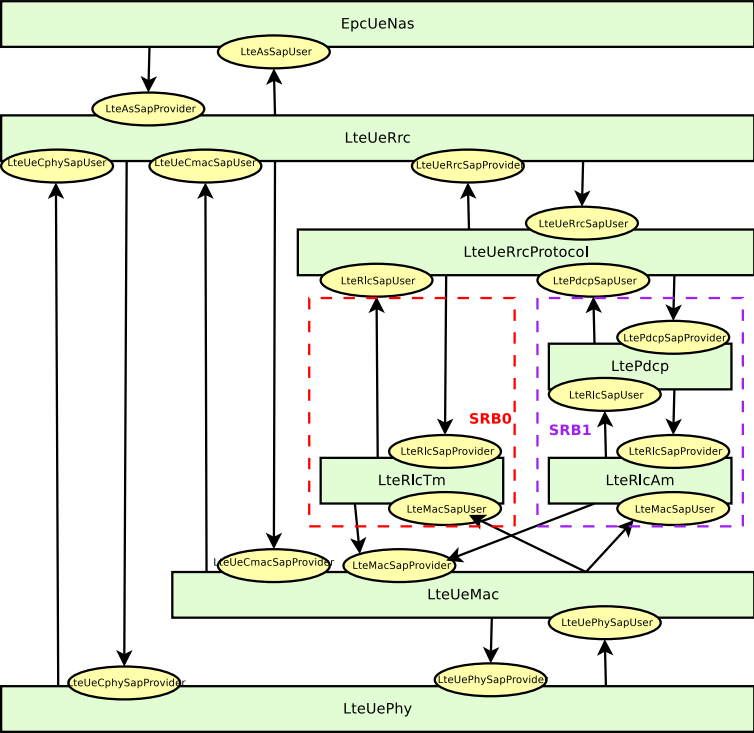 EpcUeNas
LteAsSapUser
LteAsSapProvider
LteUeRrc
LteUeCphySapUser
LteUeCmacSapUser
LteUeRrcSapProvider
LteUeRrcSapUser
LteUeRrcProtocol
LteRlcSapUser
LtePdcpSapUser
LtePdcpSapProvider
LtePdcp
LteRlcSapUser
SRB0
SRB1
LteRlcSapProvider
LteRlcSapProvider
LteRlcTm
LteRlcAm
LteMacSapUser
LteMacSapUser
LteUeCmacSapProvider
LteMacSapProvider
LteUeMac
LteUePhySapUser
LteUeCphySapProvider
LteUePhySapProvider
LteUePhy